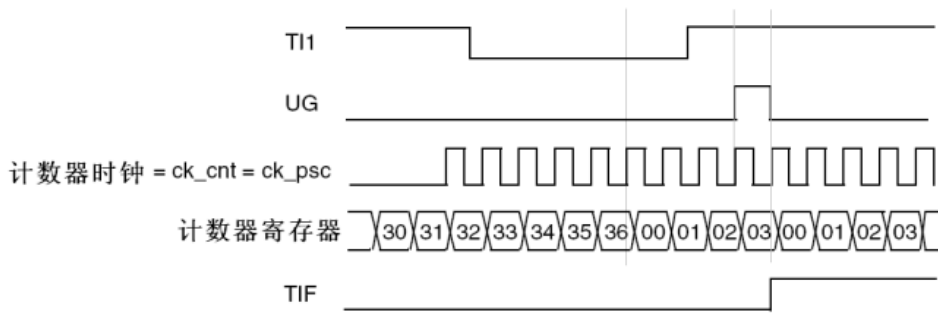 TI1
UG
计数器时钟 = ck_cnt = ck_psc
计数器寄存器 30 31 32 33 34 35 36 00 01 02 03 00 01 02 03
TIF